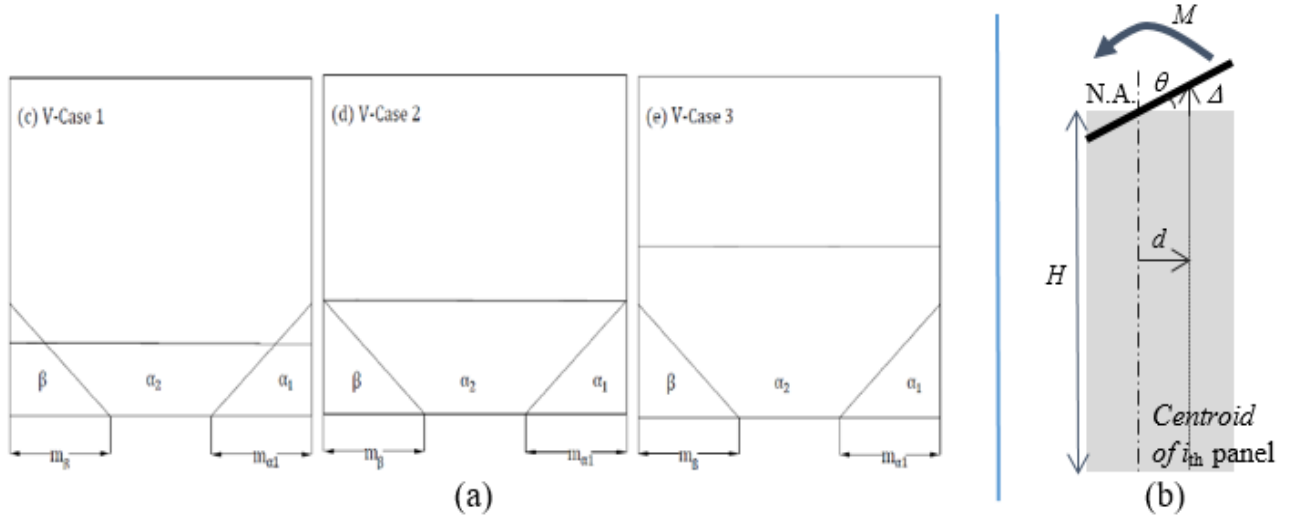 (c) V-Case 1
β
α₂
α₁
mᵦ
mα1
(d) V-Case 2
β
α₂
α₁
mᵦ
mα1
(e) V-Case 3
β
α₂
α₁
mᵦ
mα1
(a)
M
N.A.
θ
Δ
d
H
Centroid
of ith panel
(b)